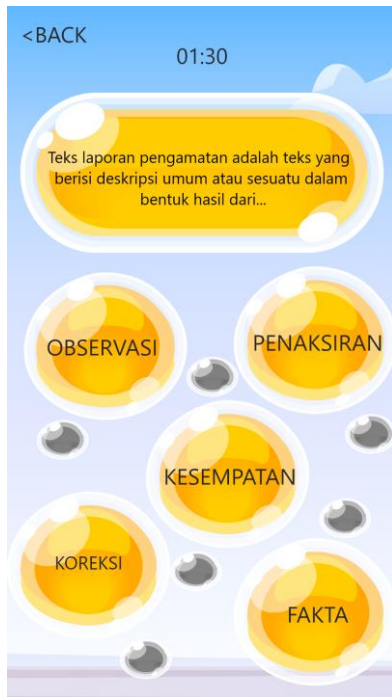 <BACK
01:30
Teks laporan pengamatan adalah teks yang
berisi deskripsi umum atau sesuatu dalam
bentuk hasil dari...
OBSERVASI
PENAKSIRAN
KESEMPATAN
KOREKSI
FAKTA